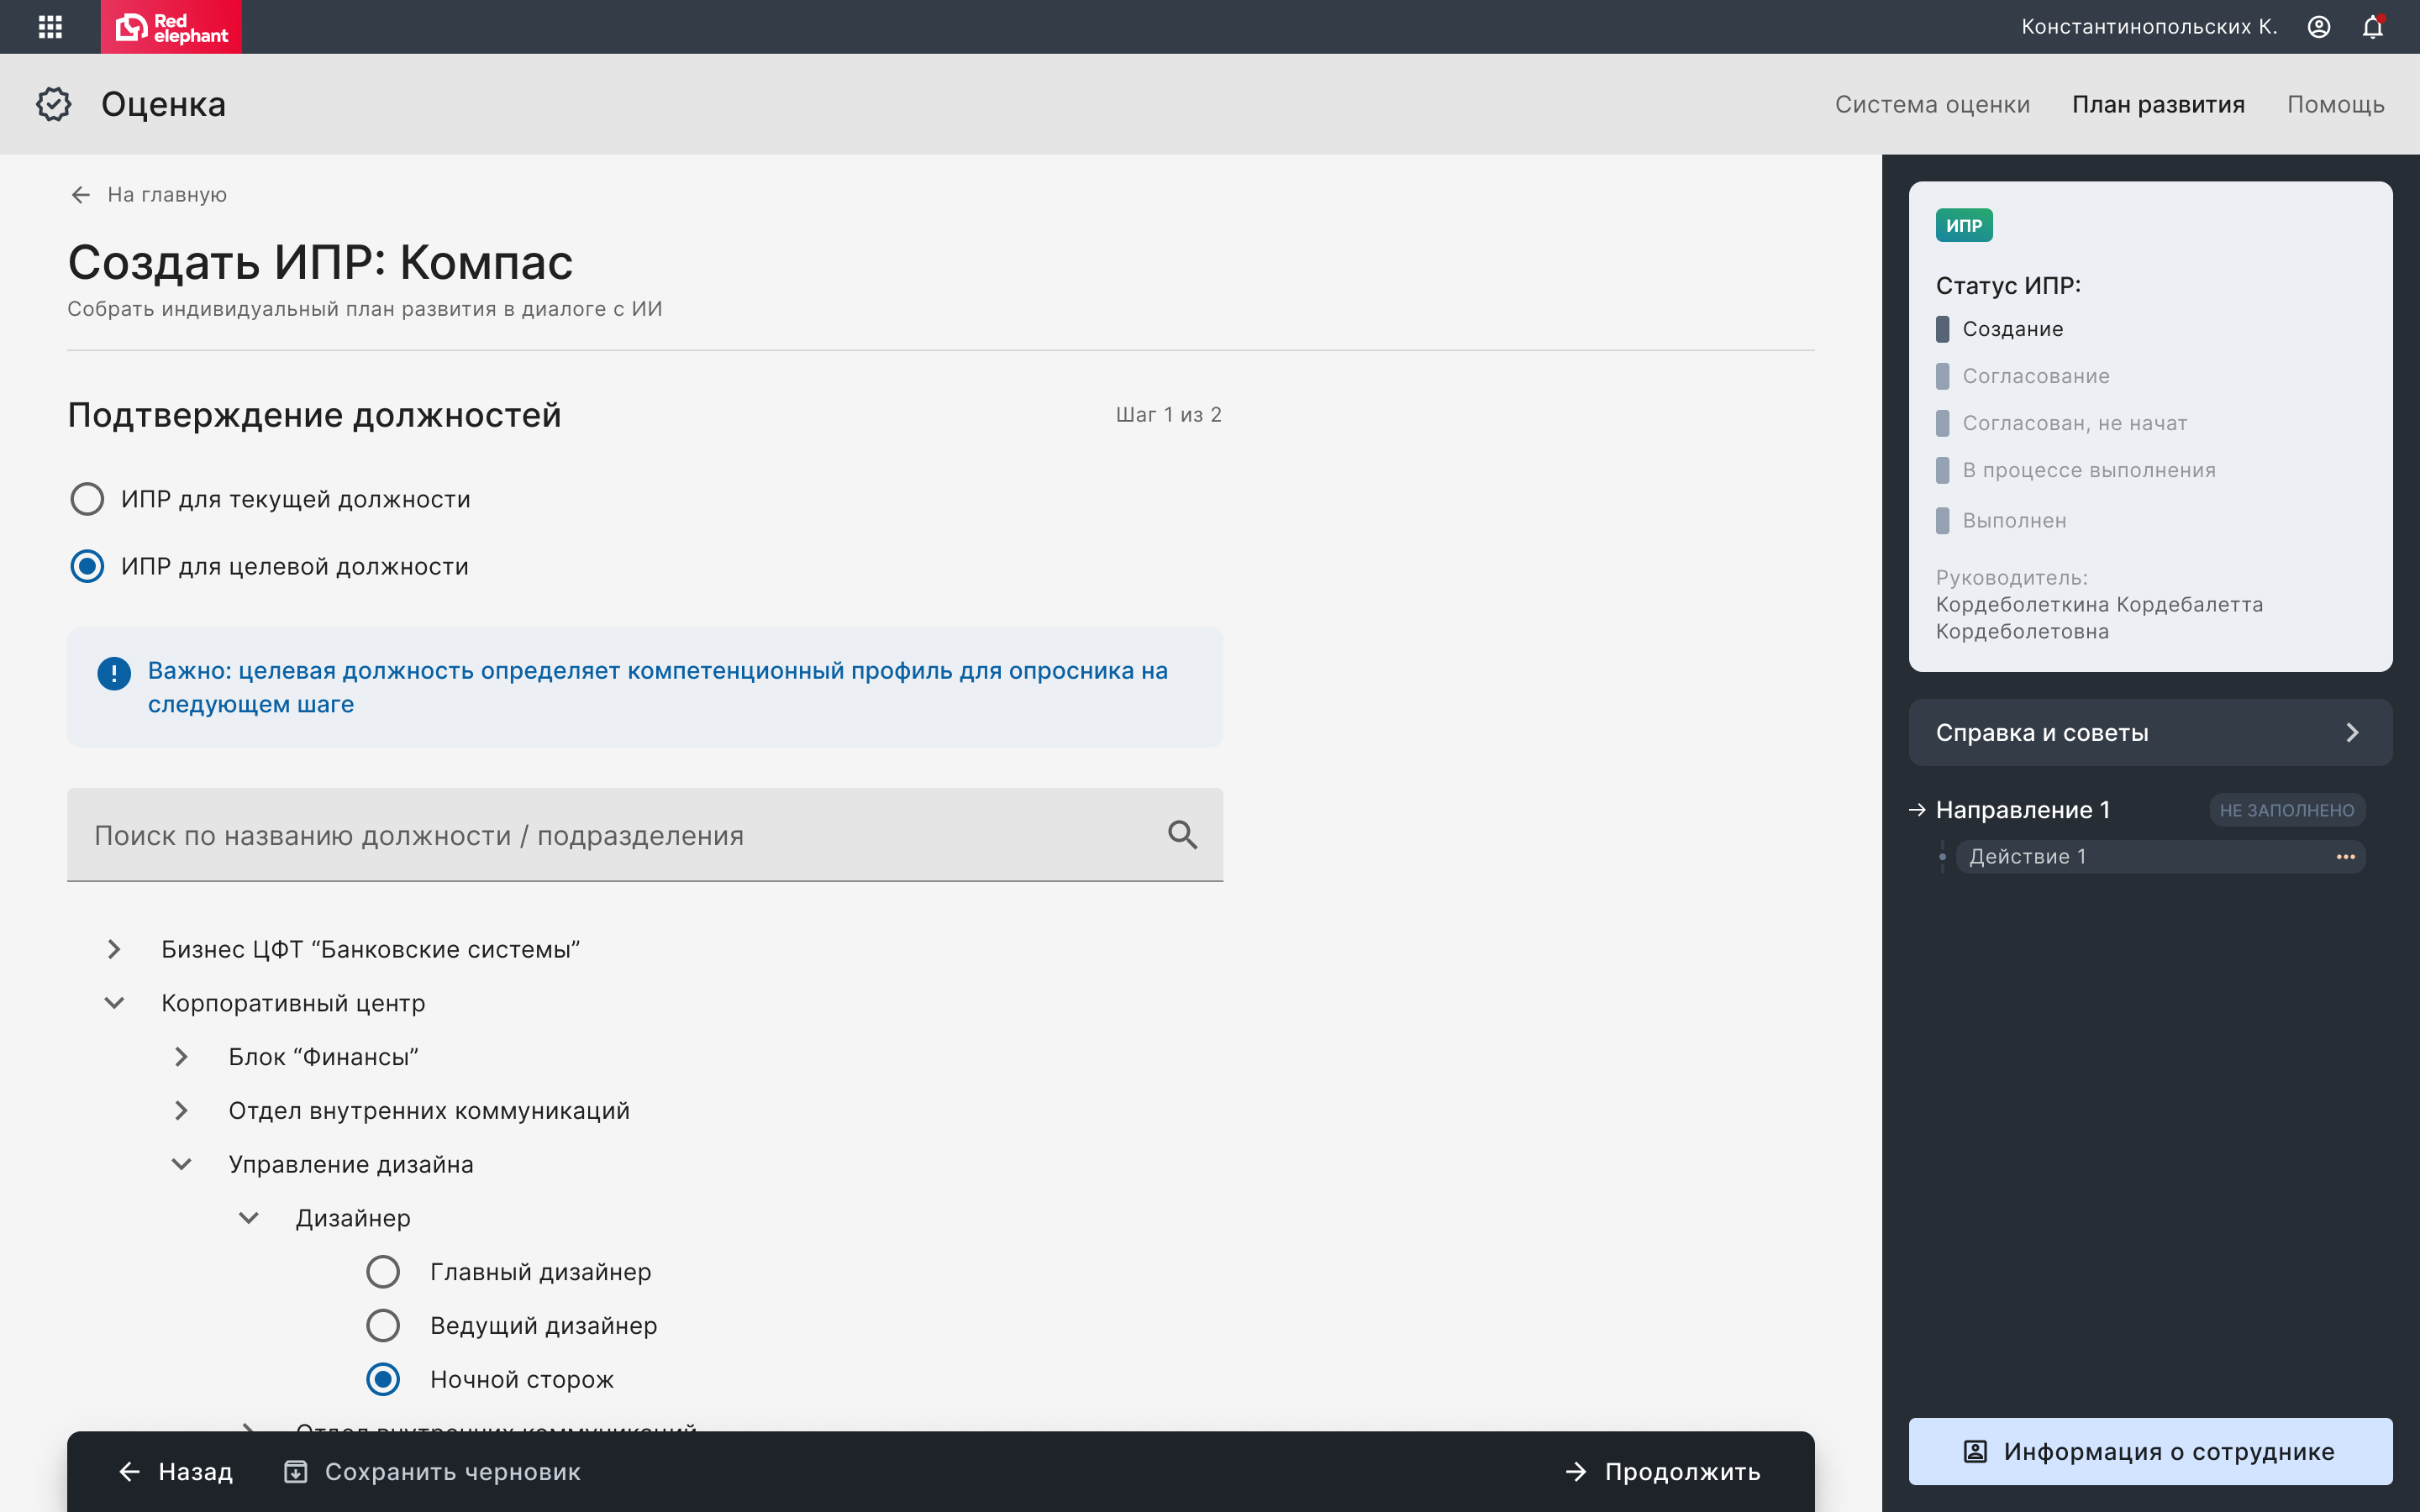 Red
elephant
Константинопольских К.
Оценка
Система оценки
План развития
Помощь
На главную
Создать ИПР: Компас
Собрать индивидуальный план развития в диалоге с ИИ
Подтверждение должностей
Шаг 1 из 2
ИПР для текущей должности
ИПР для целевой должности
Важно: целевая должность определяет компетенционный профиль для опросника на
следующем шаге
Поиск по названию должности / подразделения
Бизнес ЦФТ “Банковские системы”
Корпоративный центр
Блок “Финансы”
Отдел внутренних коммуникаций
Управление дизайна
Дизайнер
Главный дизайнер
Ведущий дизайнер
Ночной сторож
Отдел внутренних коммуникаций
Назад
Сохранить черновик
Продолжить
ИПР
Статус ИПР:
Создание
Согласование
Согласован, не начат
В процессе выполнения
Выполнен
Руководитель:
Кордеболеткина Кордебалетта
Кордеболетовна
Справка и советы
Направление 1
НЕ ЗАПОЛНЕНО
Действие 1
Информация о сотруднике